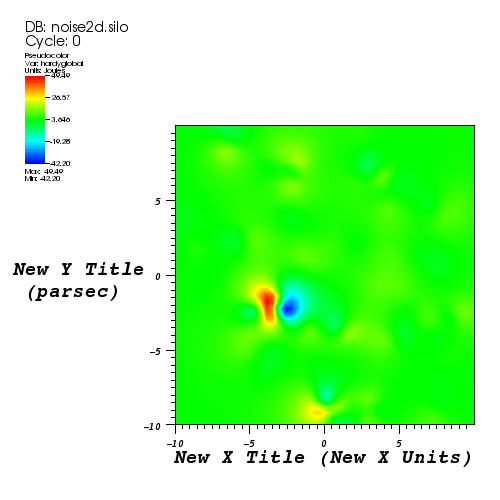 DB: noise2d.silo
Cycle: 0
Pseudocolor
Var: hardyglobal
Units: Joules
49.49
26.57
3.646
-19.28
-42.20
Max: 49.49
Min: -42.20
5
0
-5
-10
New Y Title
(parsec)
-10
-5
0
5
New X Title (New X Units)